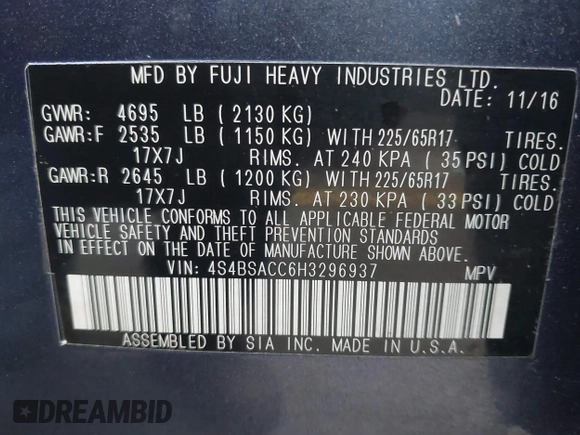 MFD BY FUJI HEAVY INDUSTRIES LTD.
DATE: 11/16
GVWR: 4695 LB ( 2130 KG)
GAWR:F 2535 LB ( 1150 KG) WITH 225/65R17 TIRES.
17X7J RIMS. AT 240 KPA ( 35 PSI) COLD
GAWR:R 2645 LB ( 1200 KG) WITH 225/65R17 TIRES.
17X7J RIMS. AT 230 KPA ( 33 PSI) COLD
THIS VEHICLE CONFORMS TO ALL APPLICABLE FEDERAL MOTOR
VEHICLE SAFETY AND THEFT PREVENTION STANDARDS
IN EFFECT ON THE DATE OF MANUFACTURE SHOWN ABOVE.
VIN: 4S4BSACC6H3296937 MPV
ASSEMBLED BY SIA INC. MADE IN U.S.A.
DREAMBID